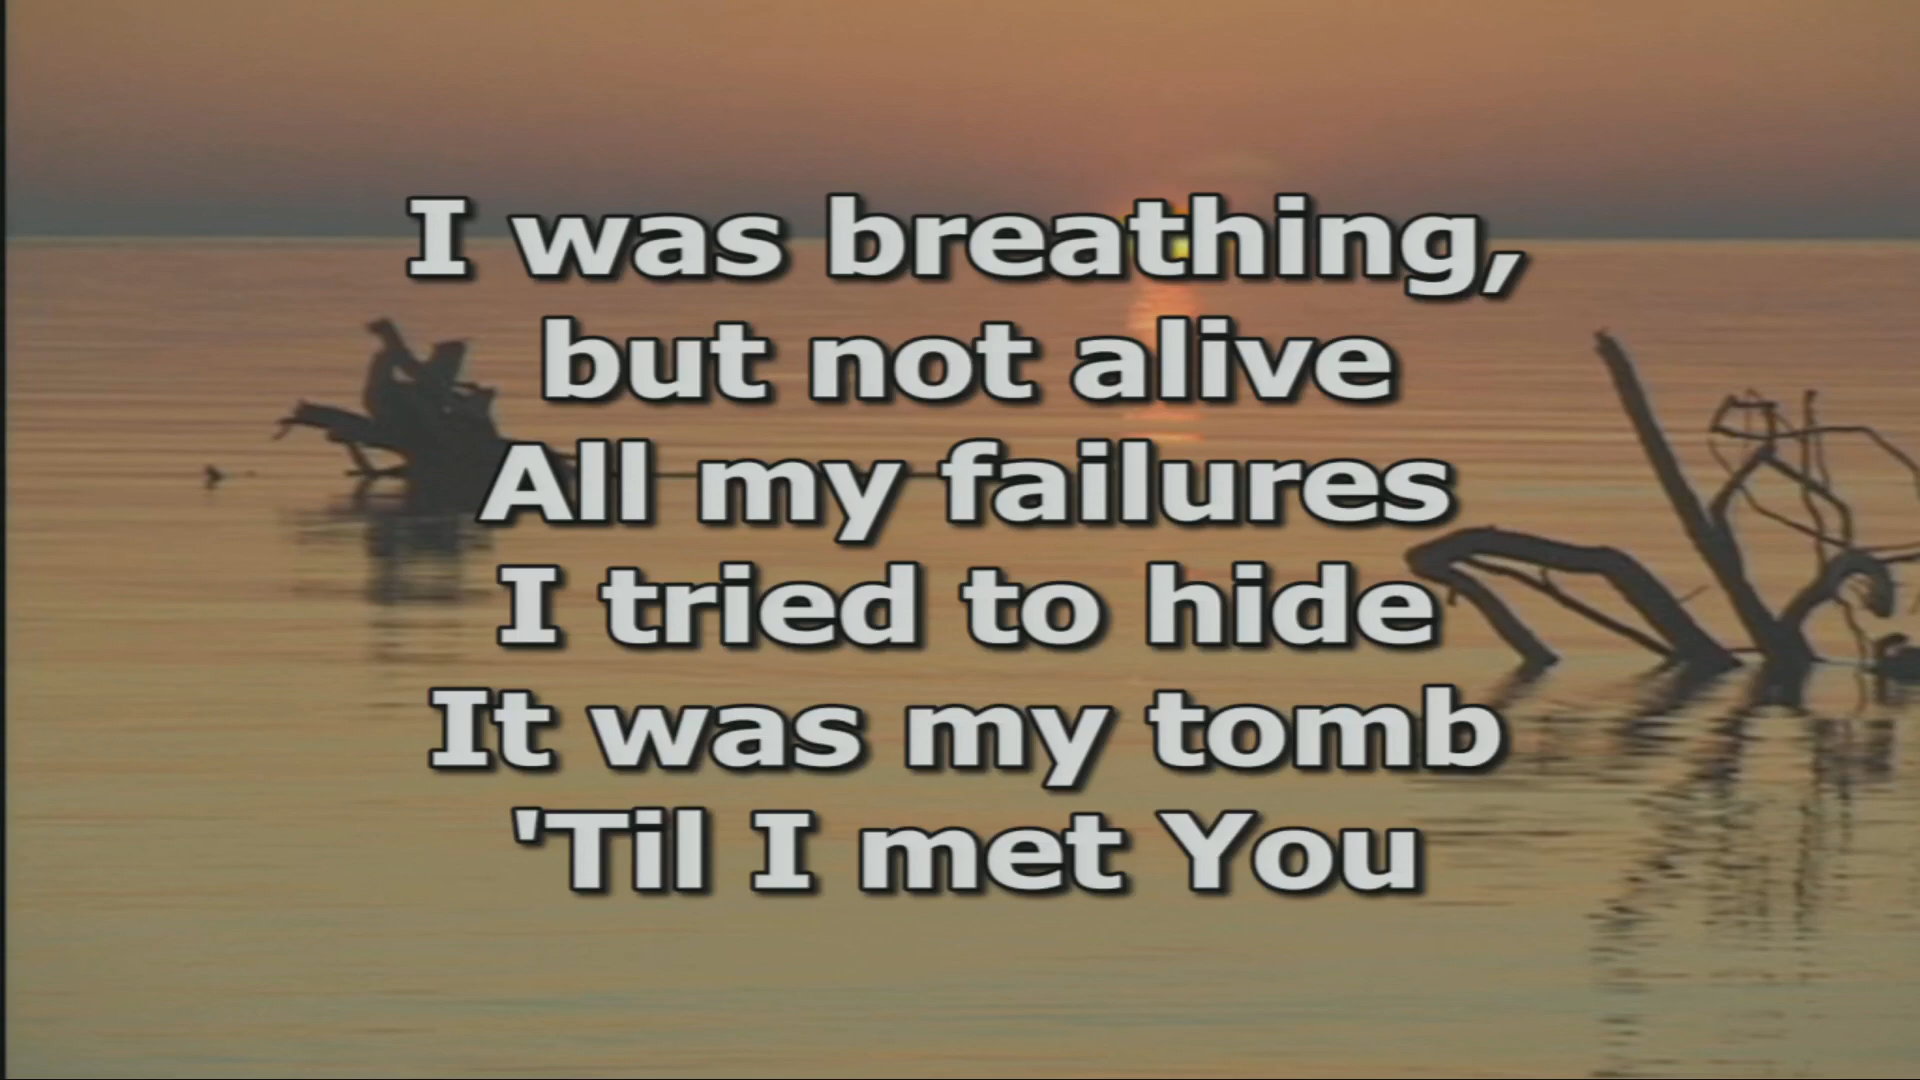 I was breathing,
but not alive
All my failures
I tried to hide
It was my tomb
'Til I met You